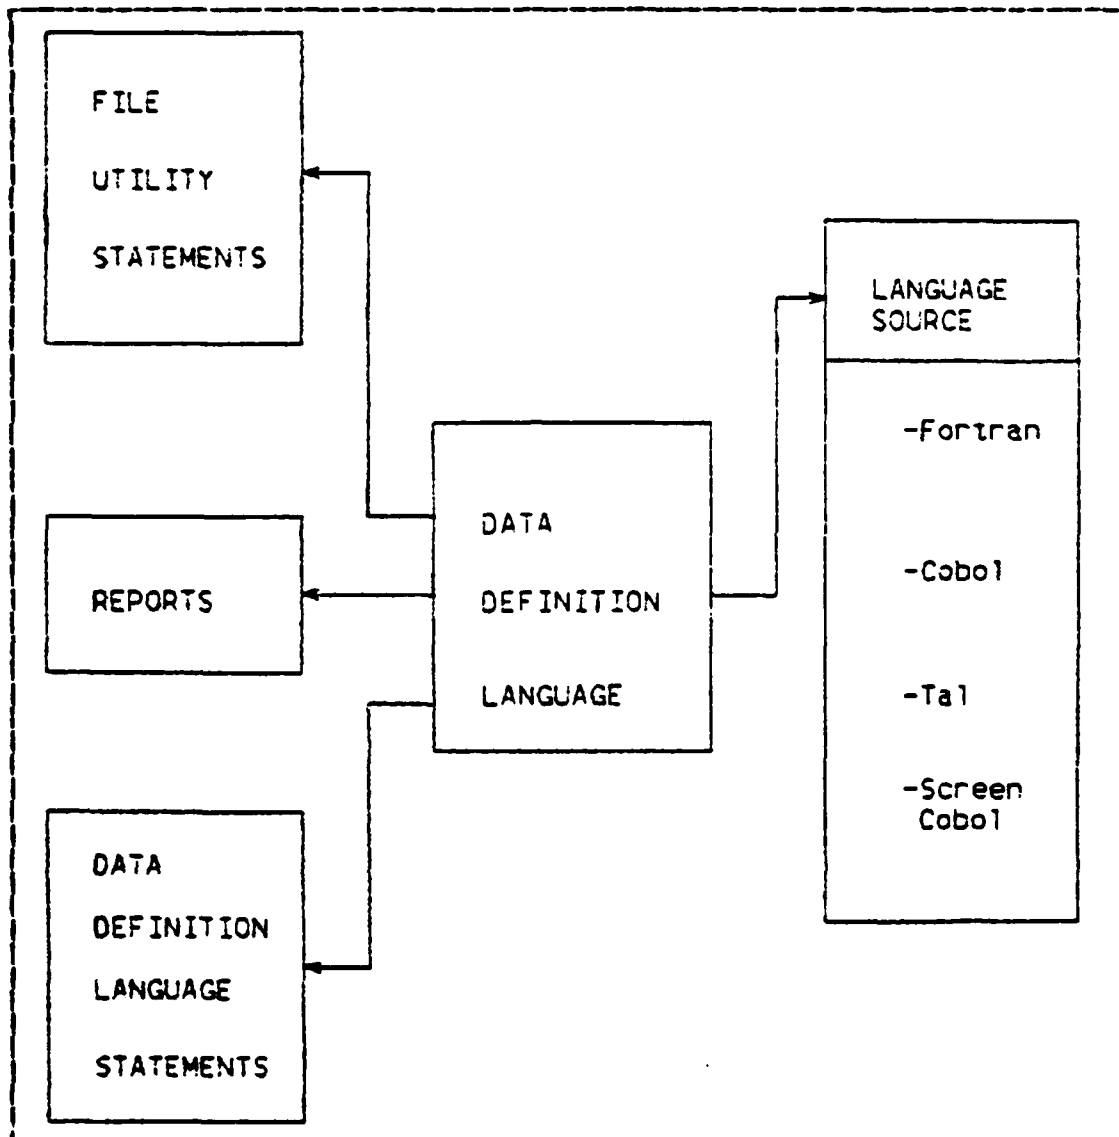 FILE
UTILITY
STATEMENTS
LANGUAGE
SOURCE
-Fortran
-Cobol
-Tal
-Screen
Cobol
DATA
DEFINITION
LANGUAGE
REPORTS
DATA
DEFINITION
LANGUAGE
STATEMENTS